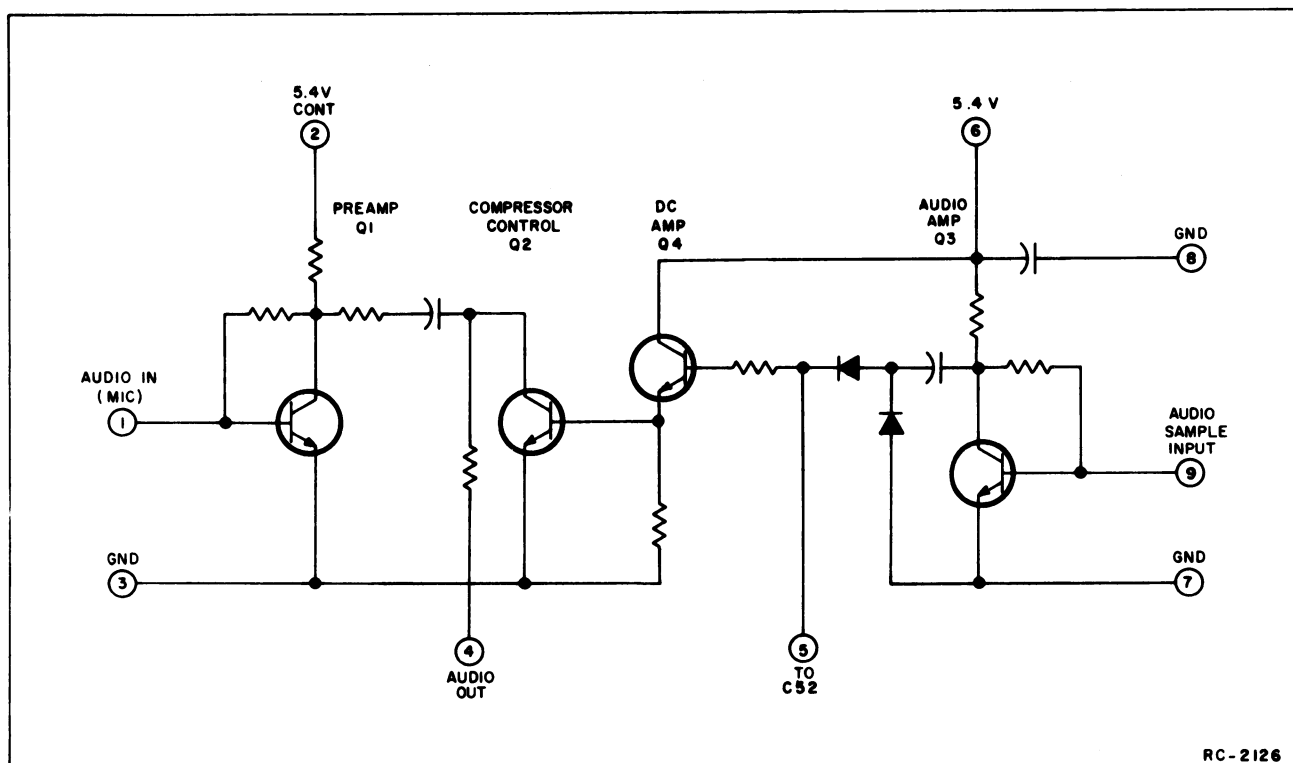 5.4V
CONT
2
5.4 V
6
PREAMP
Q1
COMPRESSOR
CONTROL
Q2
DC
AMP
Q4
AUDIO
AMP
Q3
GND
8
AUDIO IN
(MIC)
1
AUDIO
SAMPLE
INPUT
9
GND
3
GND
7
4
AUDIO
OUT
5
TO
C52
RC-2126